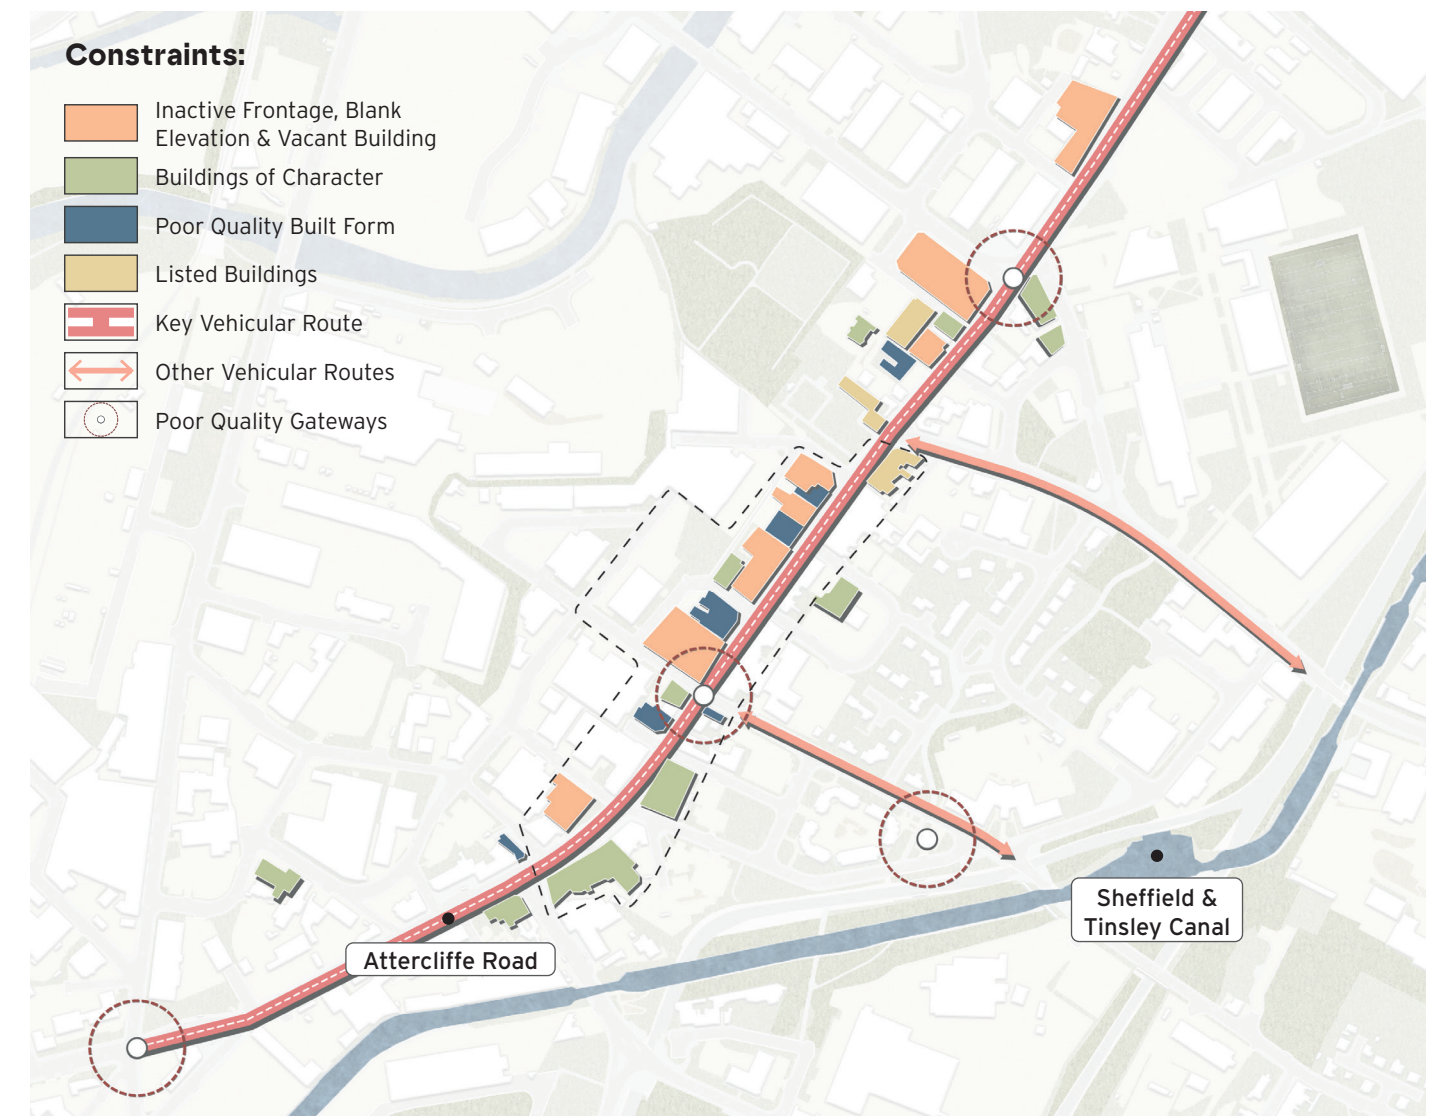 Constraints:
Inactive Frontage, Blank
Elevation & Vacant Building
Buildings of Character
Poor Quality Built Form
Listed Buildings
Key Vehicular Route
Other Vehicular Routes
Poor Quality Gateways
Sheffield &
Tinsley Canal
Attercliffe Road